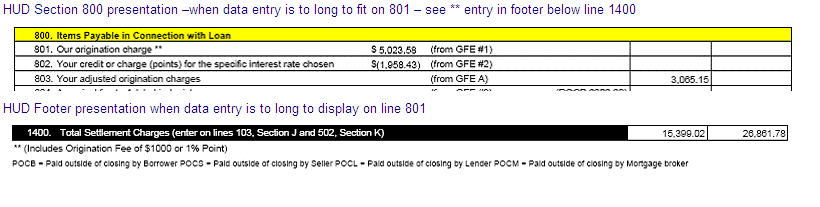 HUD Section 800 presentation –when data entry is to long to fit on 801 – see ** entry in footer below line 1400
800. Items Payable in Connection with Loan
801. Our origination charge ** $ 5,023.58 (from GFE #1)
802. Your credit or charge (points) for the specific interest rate chosen $(1,958.43) (from GFE #2)
803. Your adjusted origination charges (from GFE A) 3,065.15
HUD Footer presentation when data entry is to long to display on line 801
1400. Total Settlement Charges (enter on lines 103, Section J and 502, Section K) 15,399.02 26,861.78
** (Includes Origination Fee of $1000 or 1% Point)
POCB = Paid outside of closing by Borrower POCS = Paid outside of closing by Seller POCL = Paid outside of closing by Lender POCM = Paid outside of closing by Mortgage broker